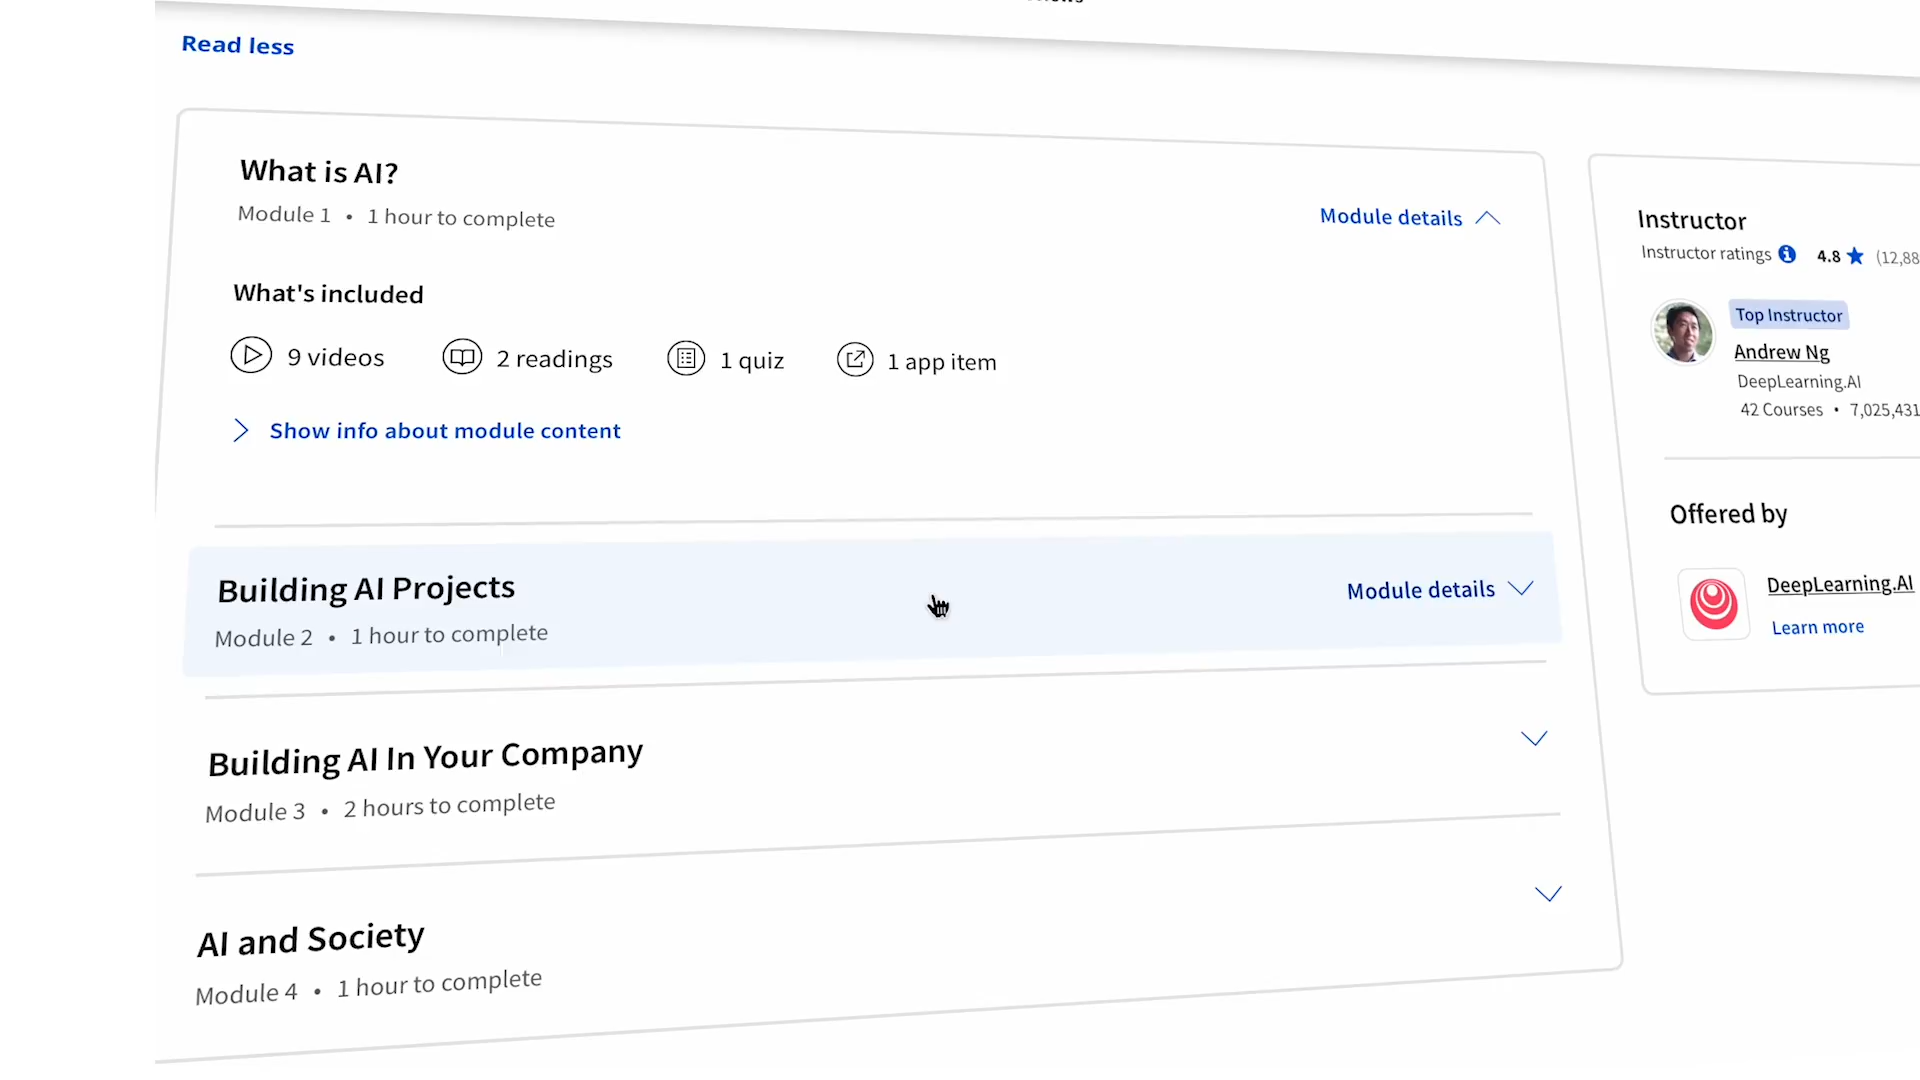 Read less
What is AI?
Module 1 • 1 hour to complete
Module details
What's included
9 videos
2 readings
1 quiz
1 app item
Show info about module content
Building AI Projects
Module 2 • 1 hour to complete
Module details
Building AI In Your Company
Module 3 • 2 hours to complete
AI and Society
Module 4 • 1 hour to complete
Instructor
Instructor ratings 4.8 ★ (12,88
Top Instructor
Andrew Ng
DeepLearning.AI
42 Courses • 7,025,431
Offered by
DeepLearning.AI
Learn more